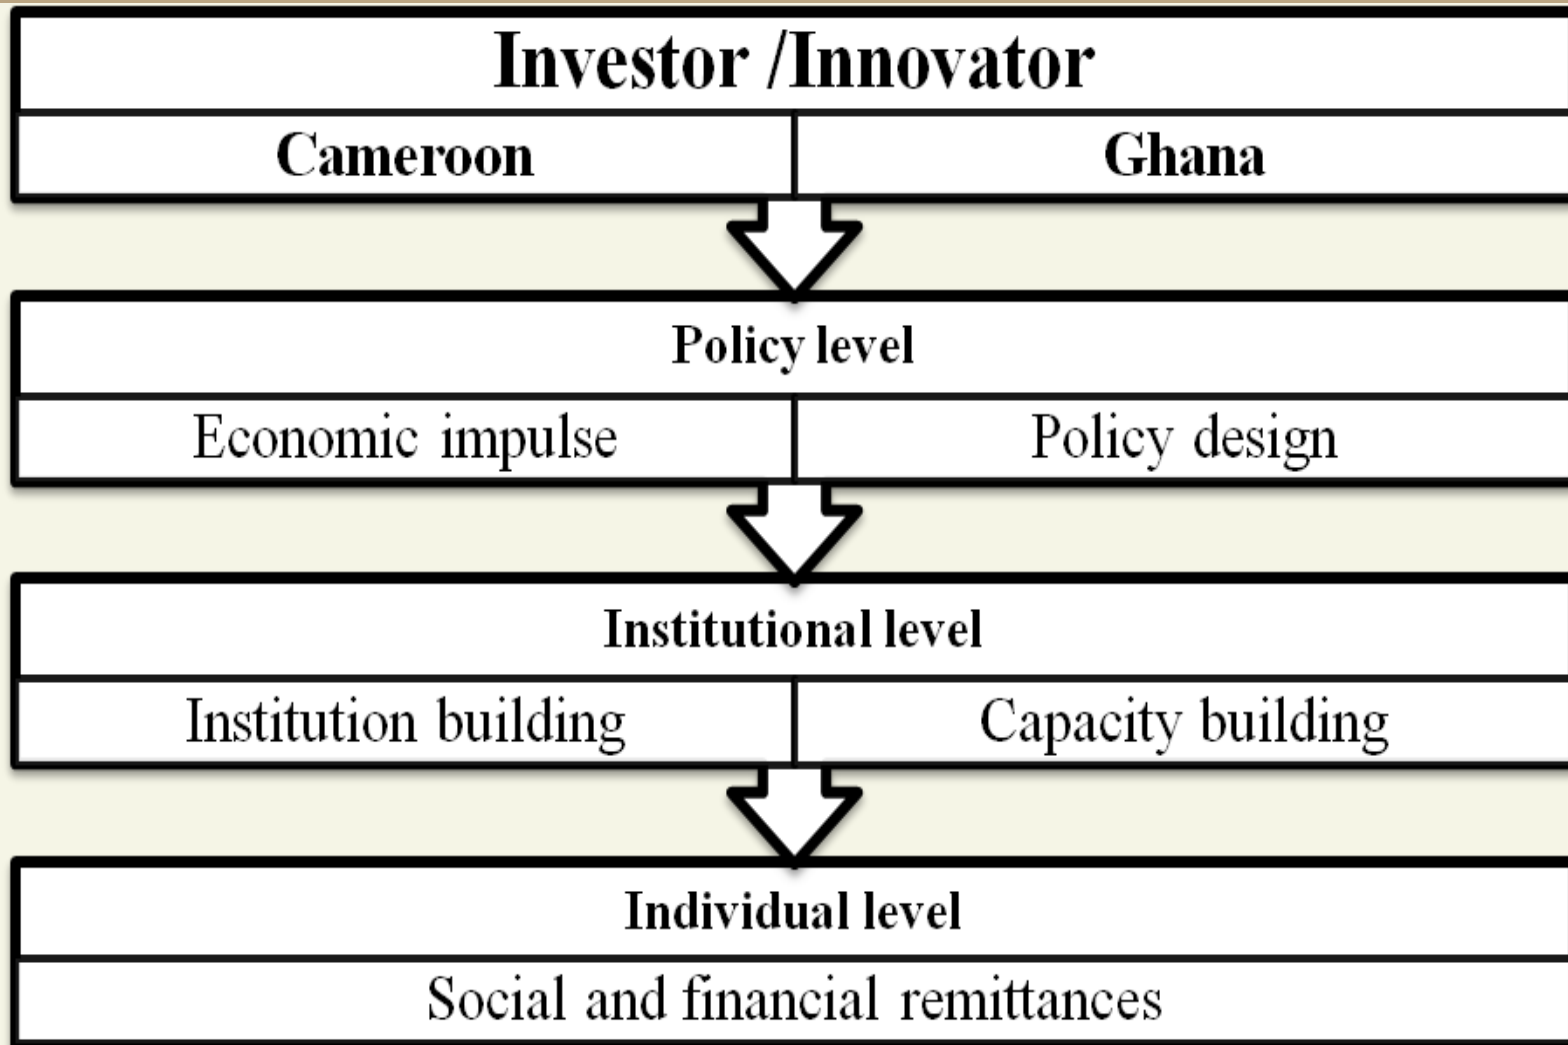 Investor /Innovator
Cameroon
Ghana
Policy level
Economic impulse
Policy design
Institutional level
Institution building
Capacity building
Individual level
Social and financial remittances